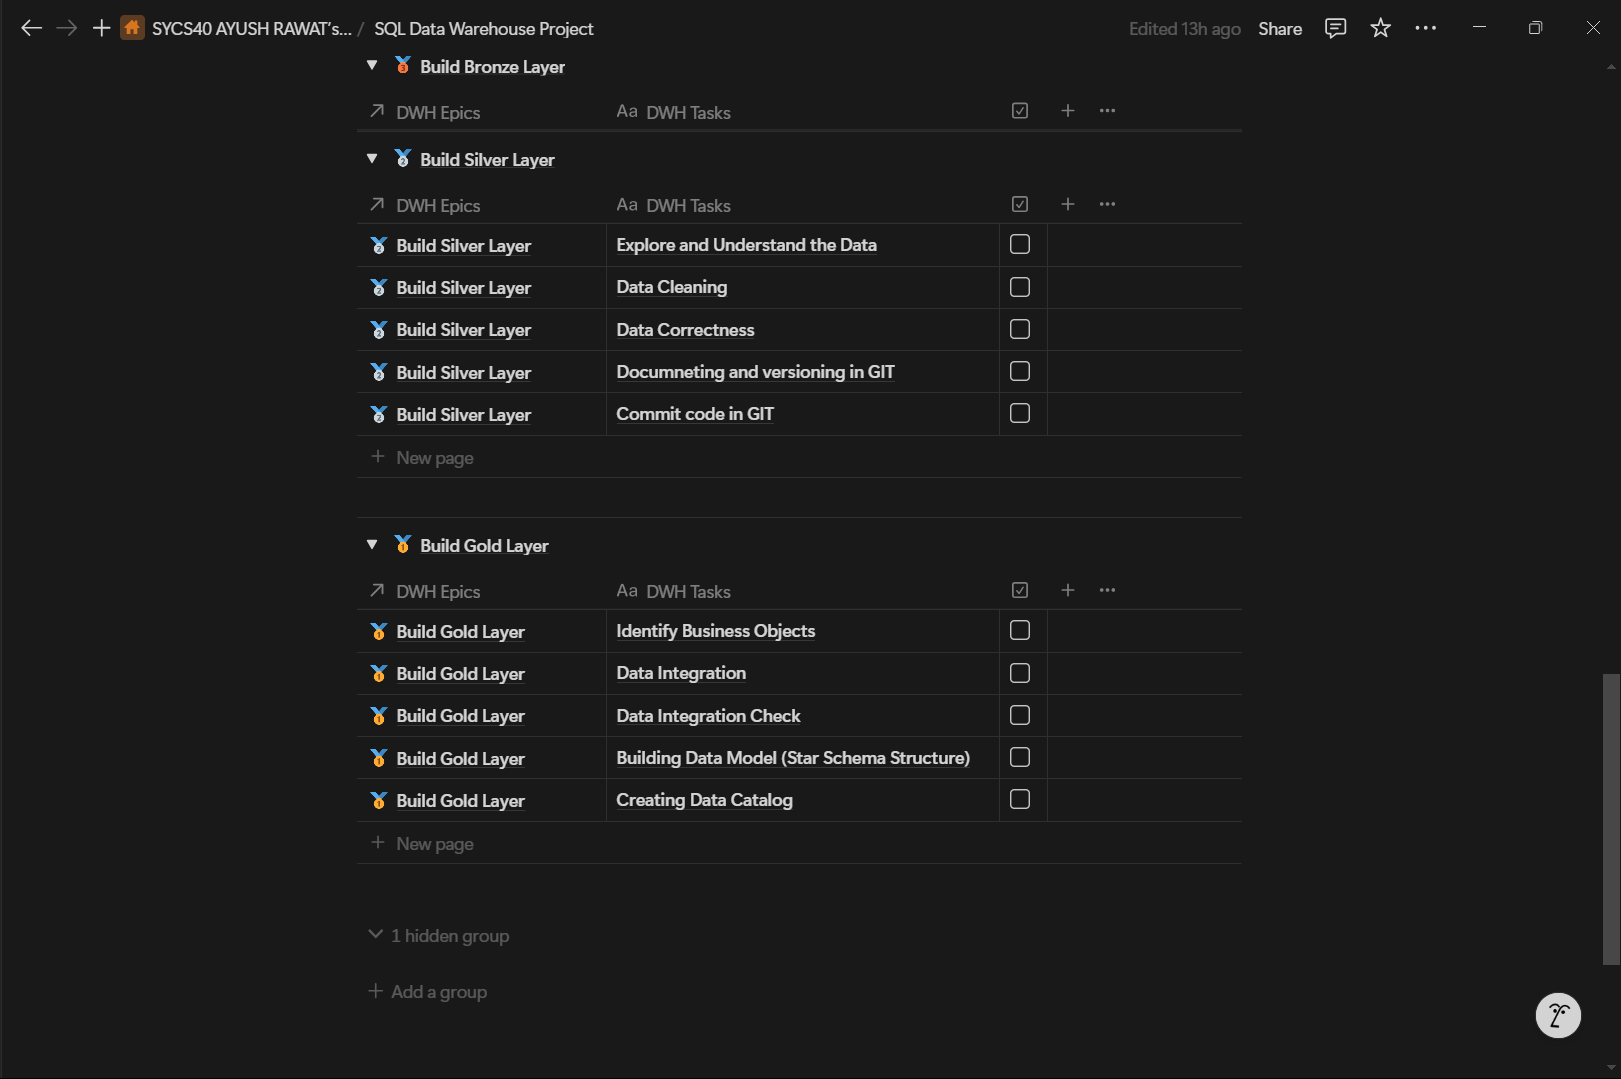 SYCS40 AYUSH RAWAT's... / SQL Data Warehouse Project Edited 13h ago Share
Build Bronze Layer
DWH Epics Aa DWH Tasks
Build Silver Layer
DWH Epics Aa DWH Tasks
Build Silver Layer Explore and Understand the Data
Build Silver Layer Data Cleaning
Build Silver Layer Data Correctness
Build Silver Layer Documneting and versioning in GIT
Build Silver Layer Commit code in GIT
+ New page
Build Gold Layer
DWH Epics Aa DWH Tasks
Build Gold Layer Identify Business Objects
Build Gold Layer Data Integration
Build Gold Layer Data Integration Check
Build Gold Layer Building Data Model (Star Schema Structure)
Build Gold Layer Creating Data Catalog
+ New page
1 hidden group
+ Add a group